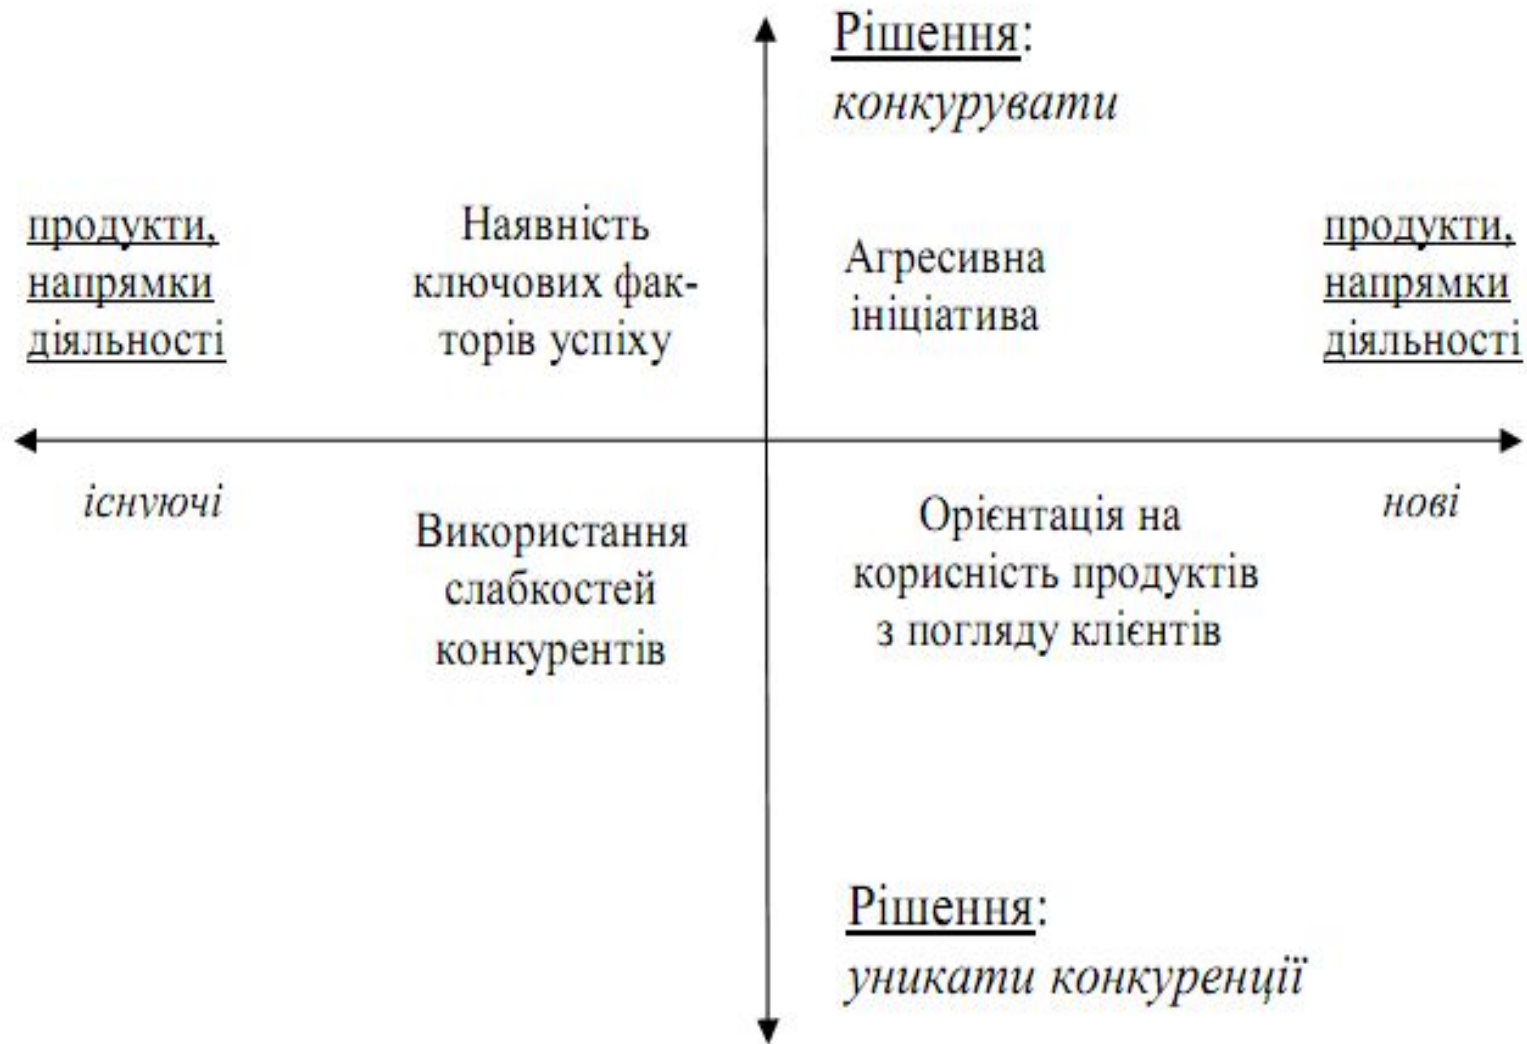 Рішення:
конкурувати
продукти,
напрямки
діяльності
Наявність
ключових фак-
торів успіху
Агресивна
ініціатива
продукти,
напрямки
діяльності
існуючі
нові
Використання
слабкостей
конкурентів
Орієнтація на
корисність продуктів
з погляду клієнтів
Рішення:
уникати конкуренції